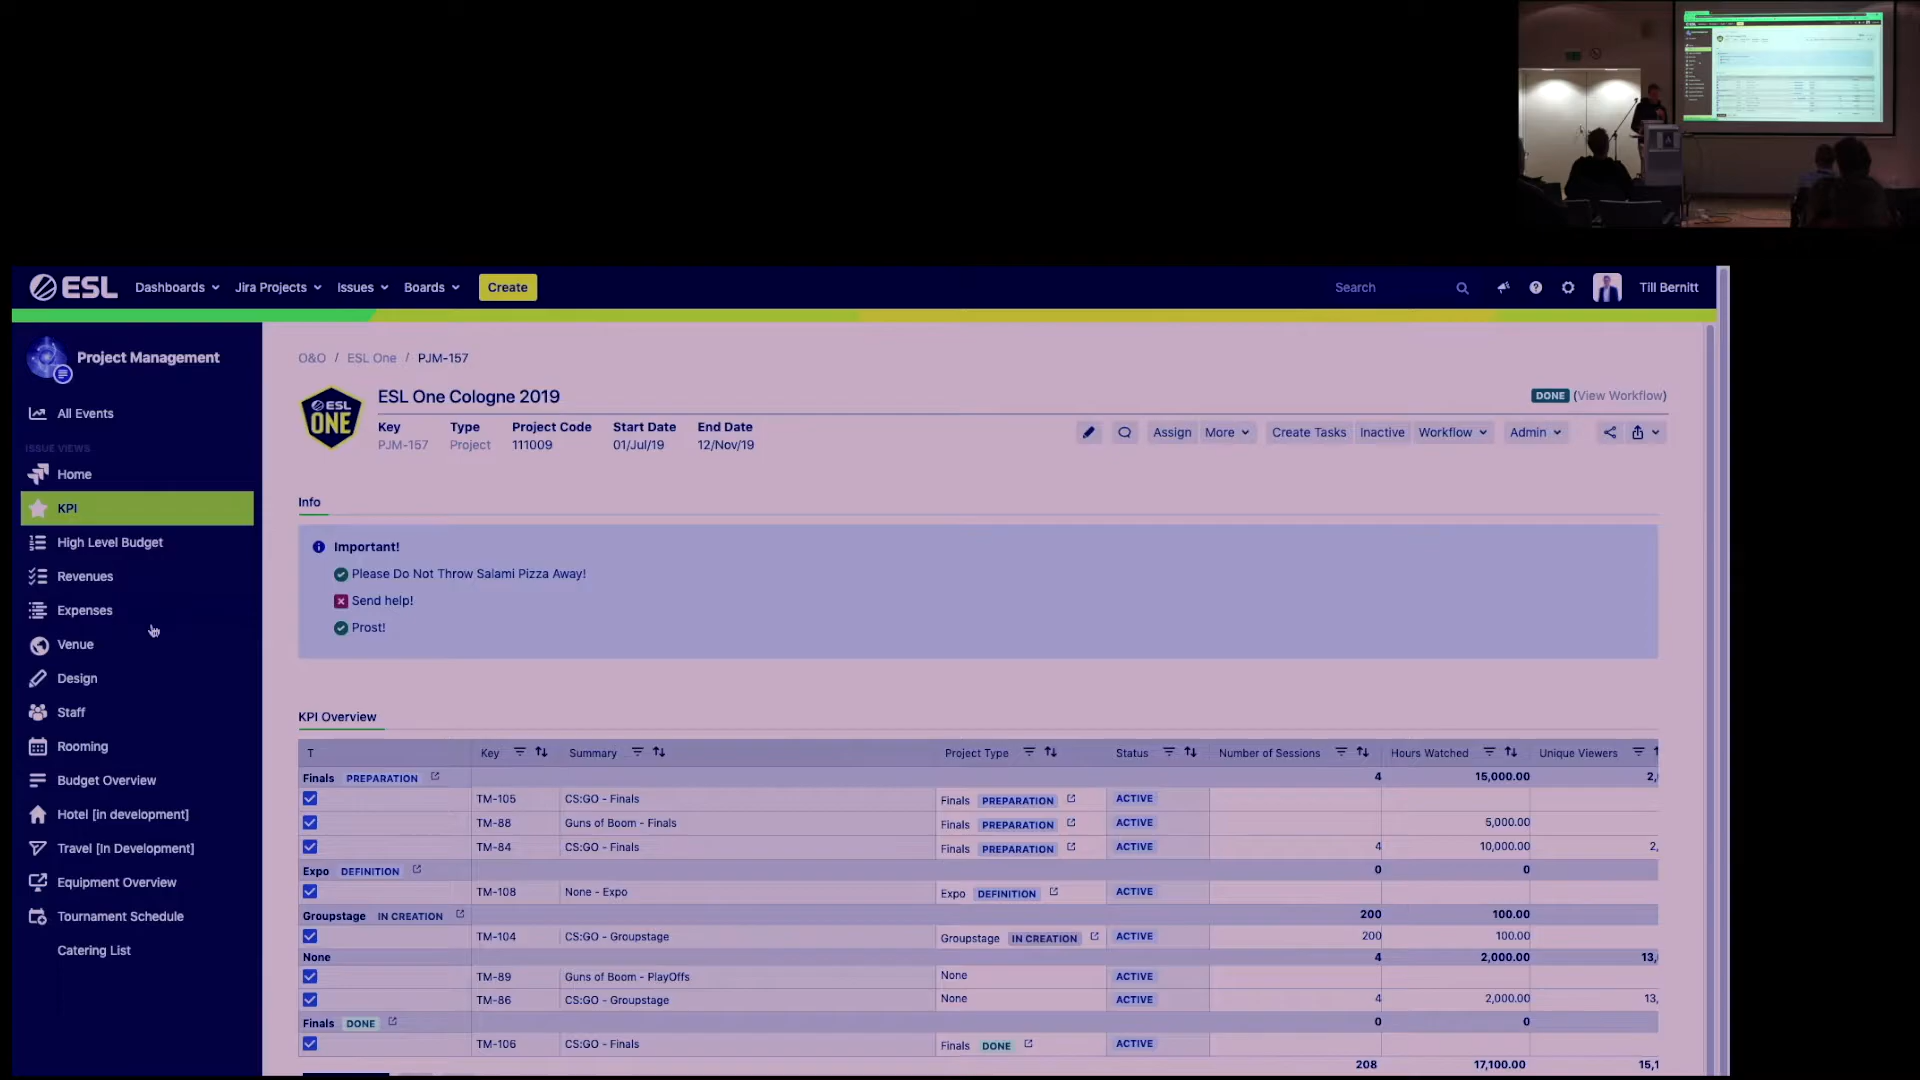 ESL Dashboards Jira Projects Issues Boards Create Search Till Bernitt
Project Management
All Events
ISSUE VIEWS
Home
KPI
High Level Budget
Revenues
Expenses
Venue
Design
Staff
Rooming
Budget Overview
Hotel [in development]
Travel [In Development]
Equipment Overview
Tournament Schedule
Catering List
O&O / ESL One / PJM-157
ESL ONE
ESL One Cologne 2019
DONE (View Workflow)
Key Type Project Code Start Date End Date
PJM-157 Project 111009 01/Jul/19 12/Nov/19
Assign More Create Tasks Inactive Workflow Admin
Info
Important!
Please Do Not Throw Salami Pizza Away!
Send help!
Prost!
KPI Overview
T Key Summary Project Type Status Number of Sessions Hours Watched Unique Viewers
Finals PREPARATION 4 15,000.00 2,
TM-105 CS:GO - Finals Finals PREPARATION ACTIVE
TM-88 Guns of Boom - Finals Finals PREPARATION ACTIVE 5,000.00
TM-84 CS:GO - Finals Finals PREPARATION ACTIVE 4 10,000.00 2,
Expo DEFINITION 0 0
TM-108 None - Expo Expo DEFINITION ACTIVE
Groupstage IN CREATION 200 100.00
TM-104 CS:GO - Groupstage Groupstage IN CREATION ACTIVE 200 100.00
None 4 2,000.00 13,
TM-89 Guns of Boom - PlayOffs None ACTIVE
TM-86 CS:GO - Groupstage None ACTIVE 4 2,000.00 13,
Finals DONE 0 0
TM-106 CS:GO - Finals Finals DONE ACTIVE
208 17,100.00 15,1